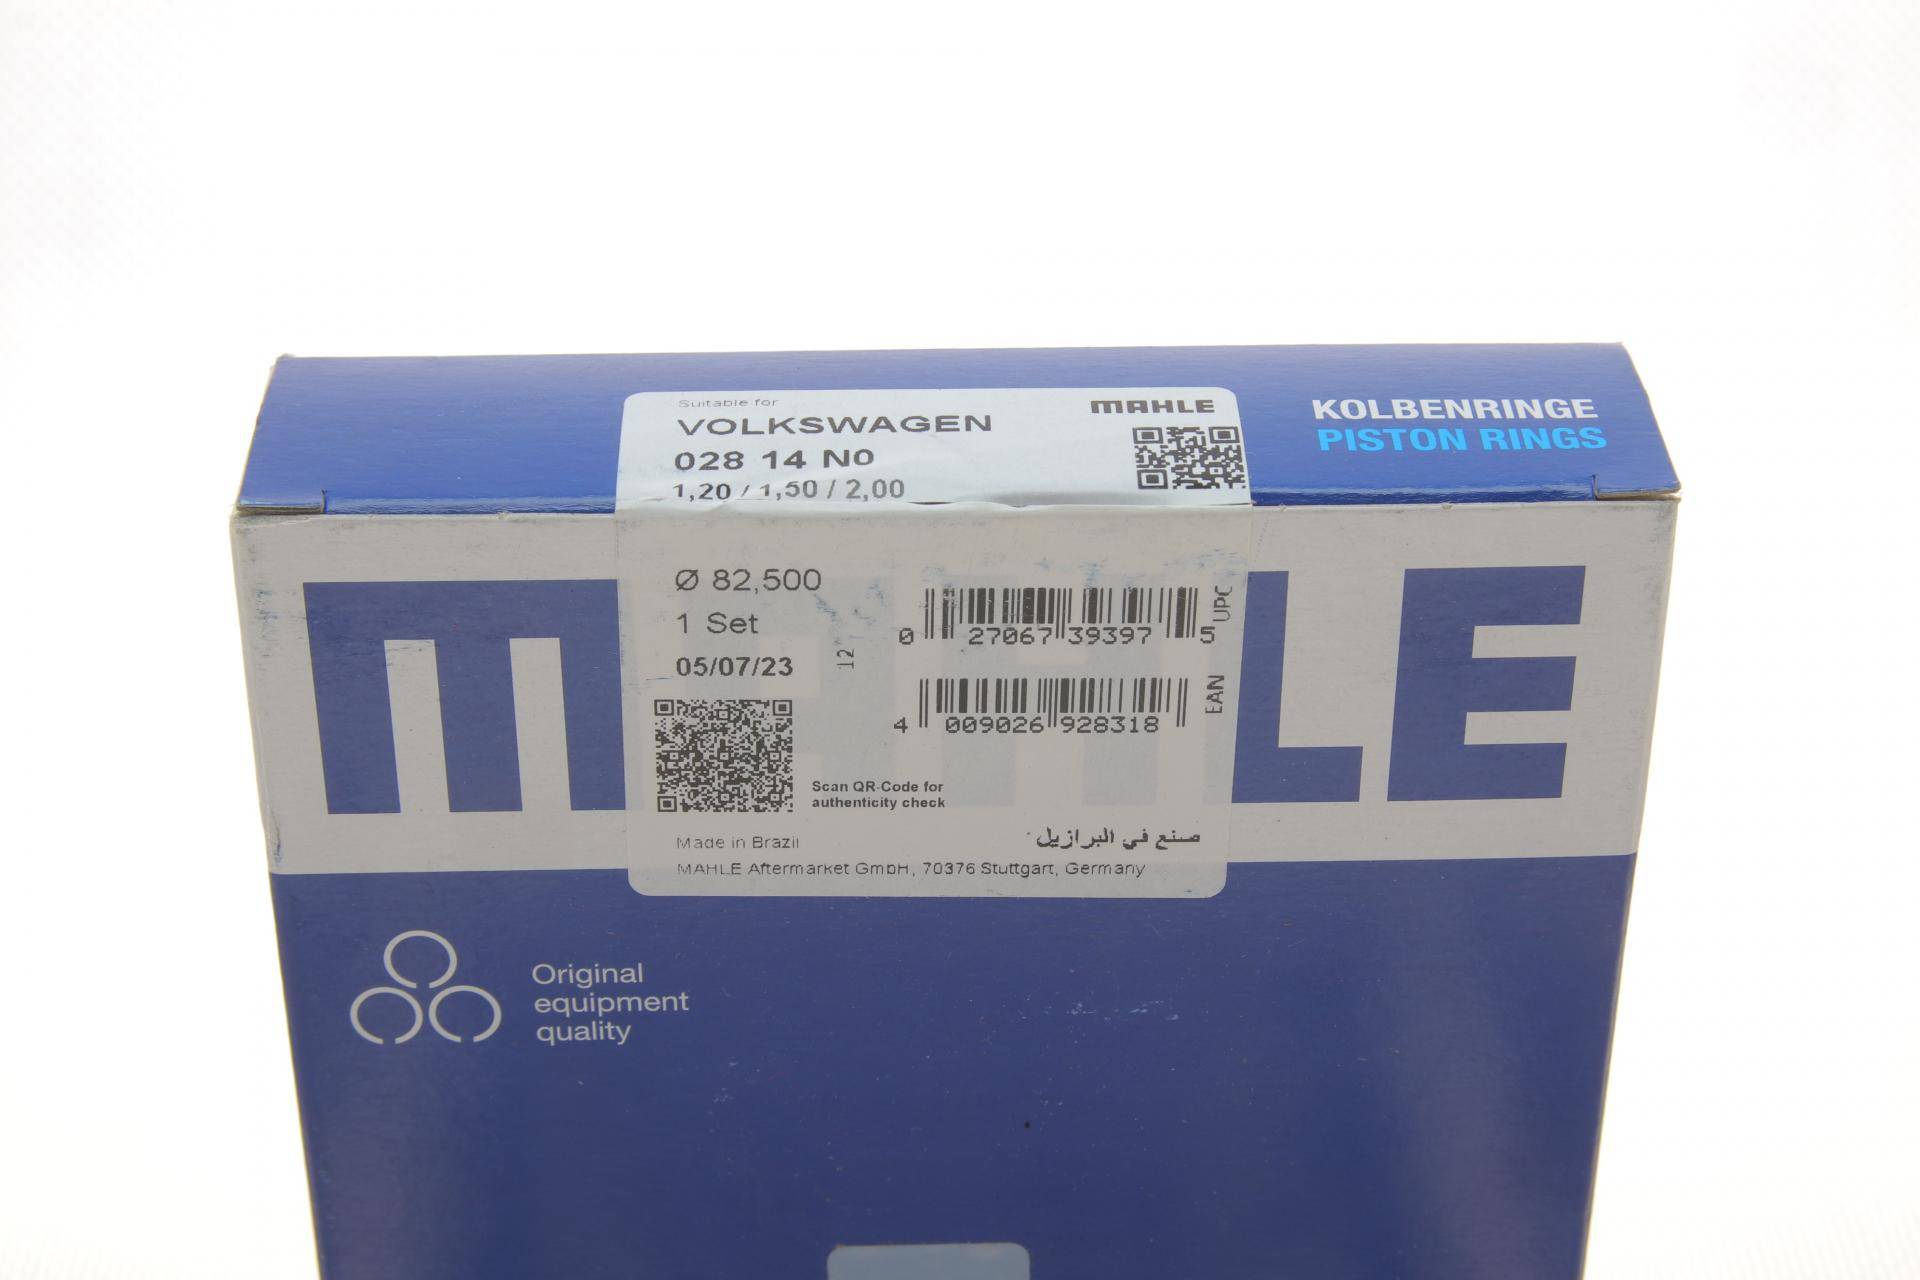 Suitable for
VOLKSWAGEN
028 14 N0
1,20 / 1,50 / 2,00
MAHLE
KOLBENRINGE
PISTON RINGS
MAHLE
Ø 82,500
1 Set
05/07/23
12
0 27067 39397 5
UPC
4 009026 928318
EAN
Scan QR-Code for
authenticity check
Made in Brazil
صنع في البرازيل
MAHLE Aftermarket GmbH, 70376 Stuttgart, Germany
Original
equipment
quality